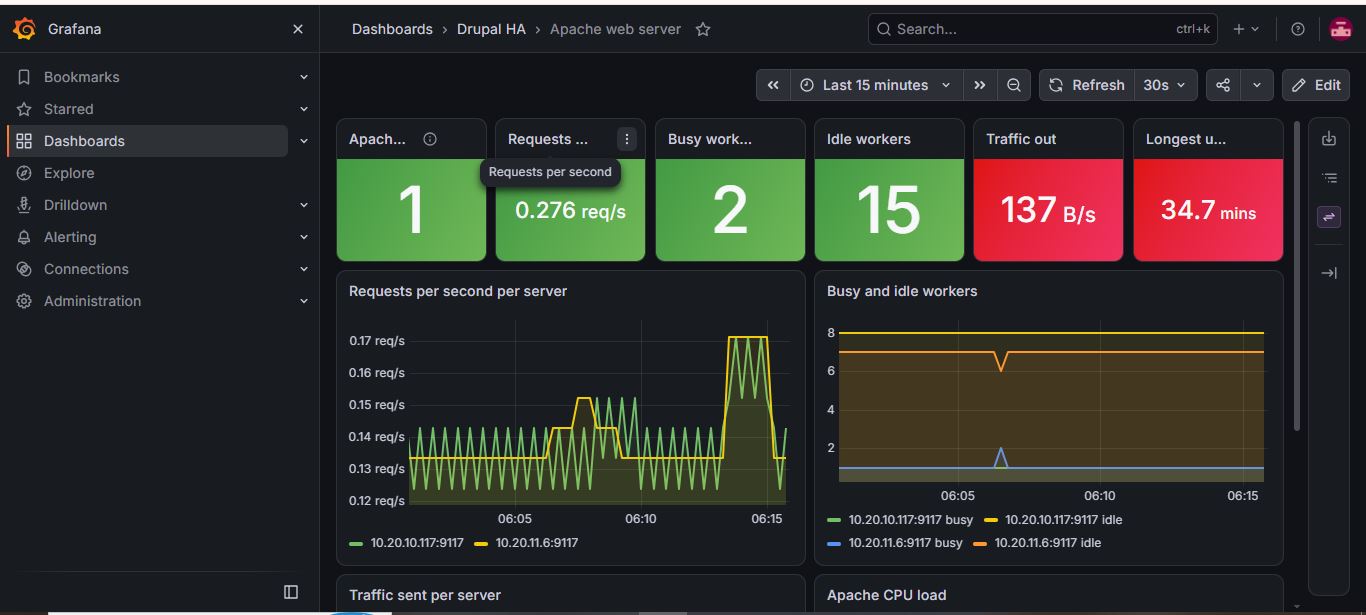 Grafana
Dashboards › Drupal HA › Apache web server
Search... ctrl+k
Bookmarks
Starred
Dashboards
Explore
Drilldown
Alerting
Connections
Administration
Last 15 minutes
Refresh 30s
Edit
Apach...
1
Requests ...
Requests per second
0.276 req/s
Busy work...
2
Idle workers
15
Traffic out
137 B/s
Longest u...
34.7 mins
Requests per second per server
0.17 req/s
0.16 req/s
0.15 req/s
0.14 req/s
0.13 req/s
0.12 req/s
06:05 06:10 06:15
10.20.10.117:9117 10.20.11.6:9117
Busy and idle workers
8
6
4
2
06:05 06:10 06:15
10.20.10.117:9117 busy 10.20.10.117:9117 idle
10.20.11.6:9117 busy 10.20.11.6:9117 idle
Traffic sent per server
Apache CPU load